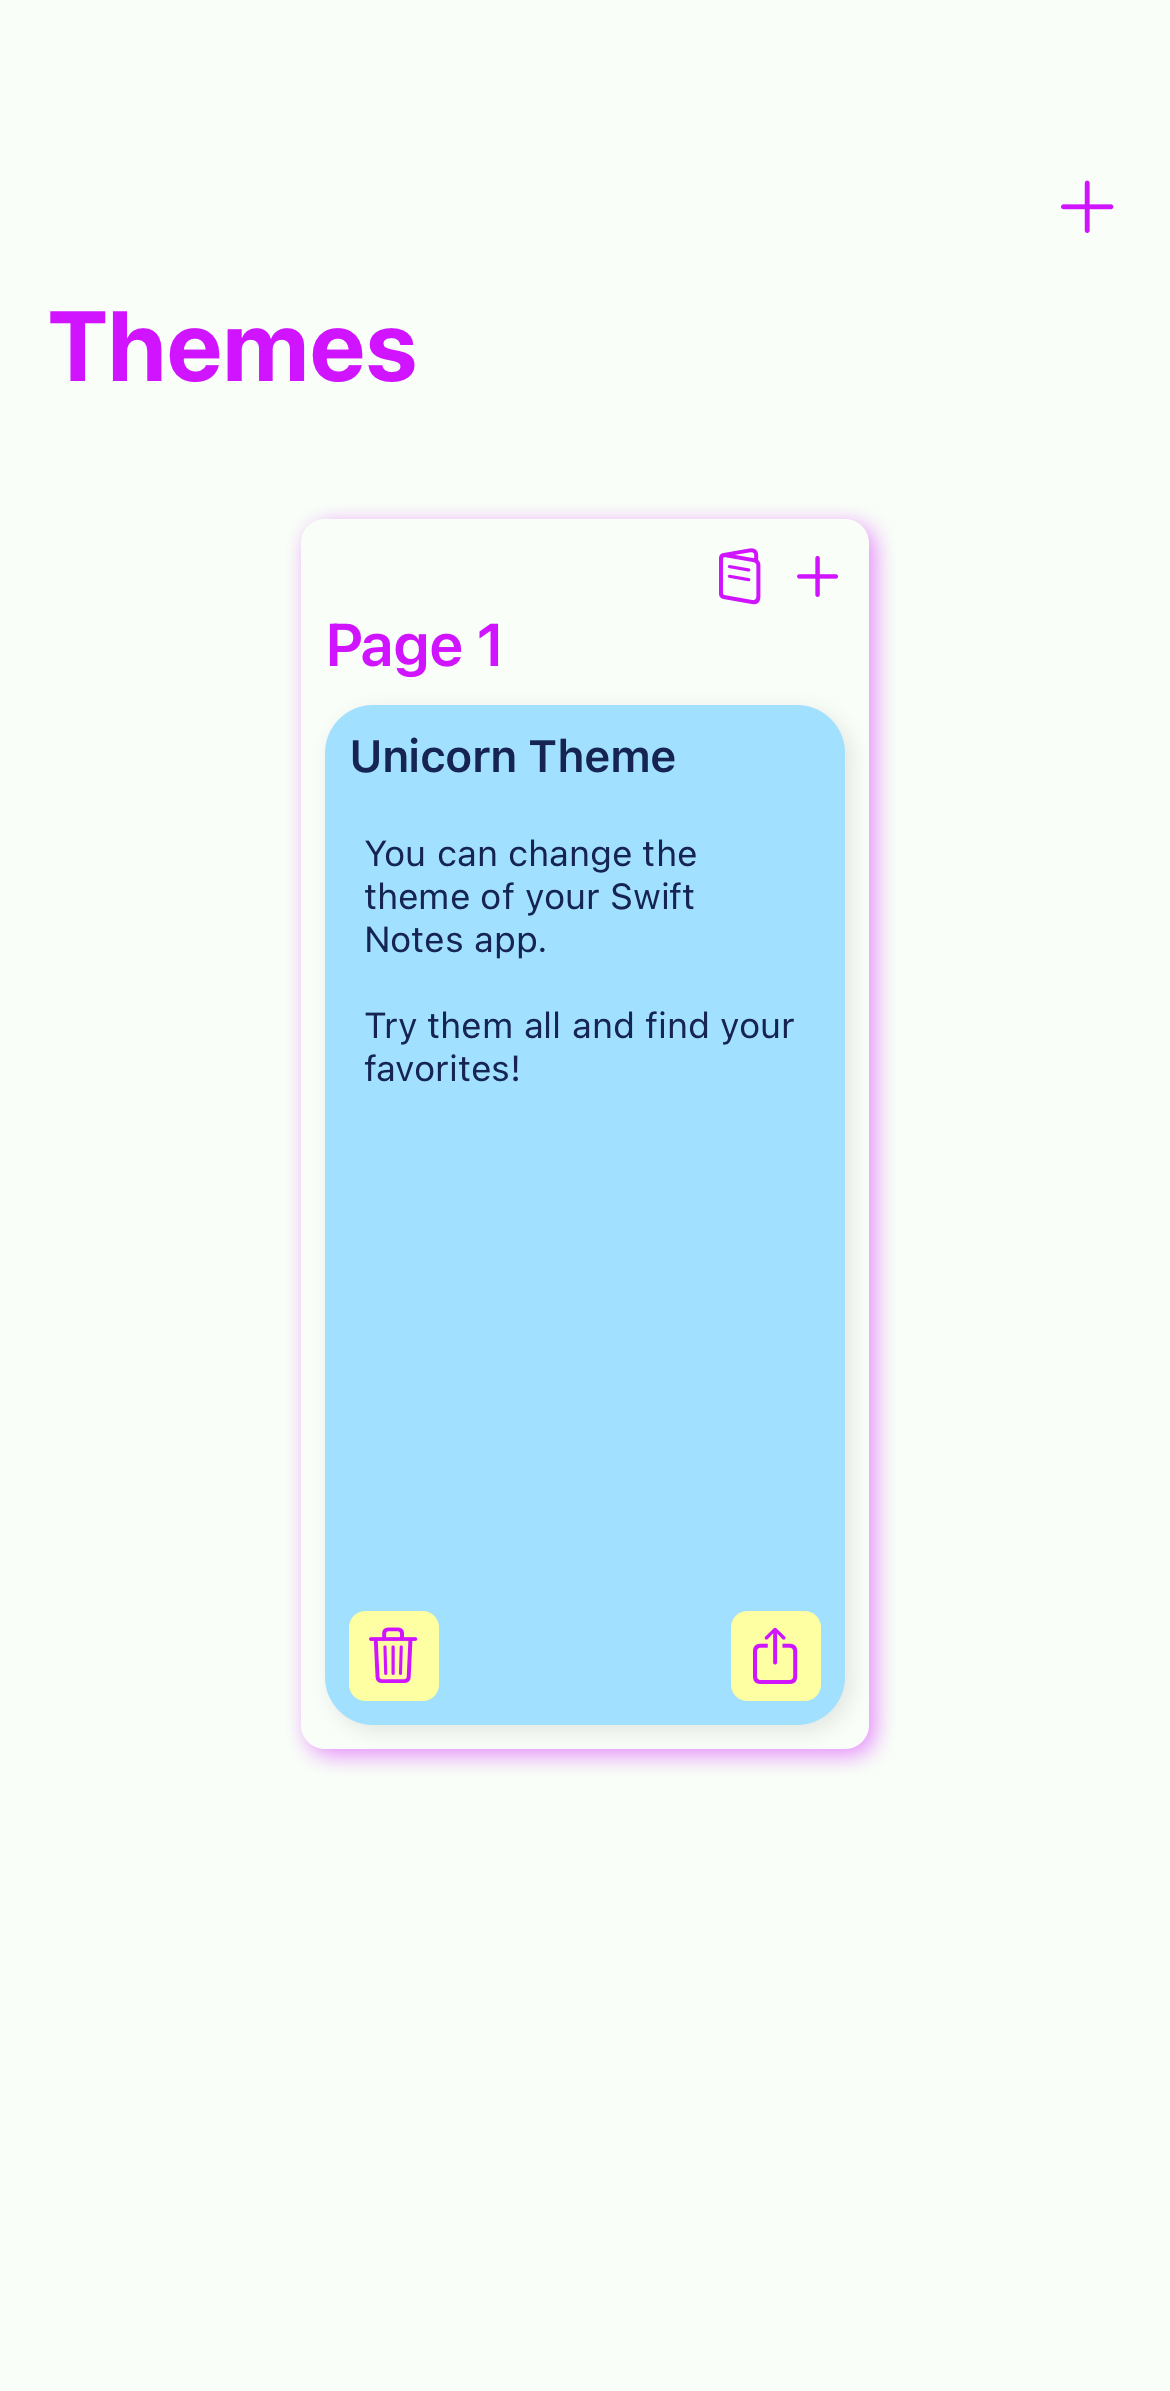 Themes
Page 1
Unicorn Theme
You can change the
theme of your Swift
Notes app.
Try them all and find your
favorites!